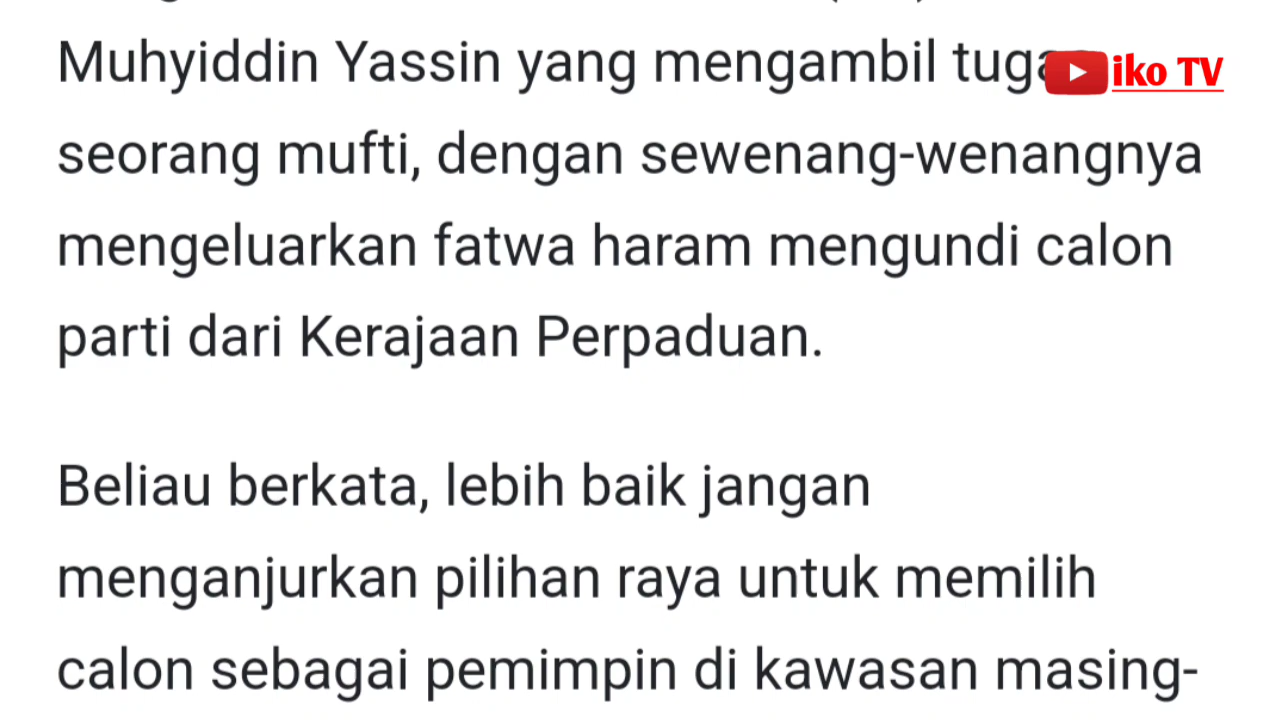 Muhyiddin Yassin yang mengambil
iko TV
seorang mufti, dengan sewenang-wenangnya
mengeluarkan fatwa haram mengundi calon
parti dari Kerajaan Perpaduan.
Beliau berkata, lebih baik jangan
menganjurkan pilihan raya untuk memilih
calon sebagai pemimpin di kawasan masing-